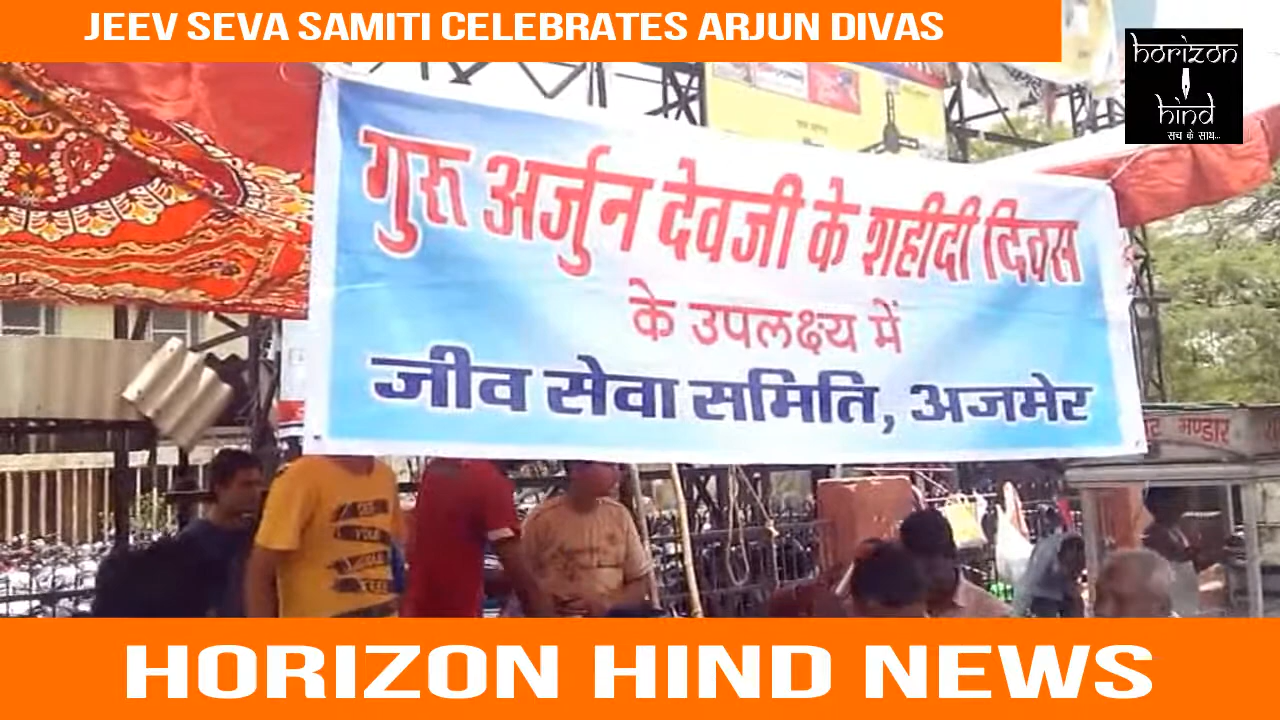 JEEV SEVA SAMITI CELEBRATES ARJUN DIVAS
horizon
hind
सच के साथ...
गुरू अर्जुन देवजी के शहीदी दिवस
के उपलक्ष्य में
जीव सेवा समिति, अजमेर
भण्डार
HORIZON HIND NEWS